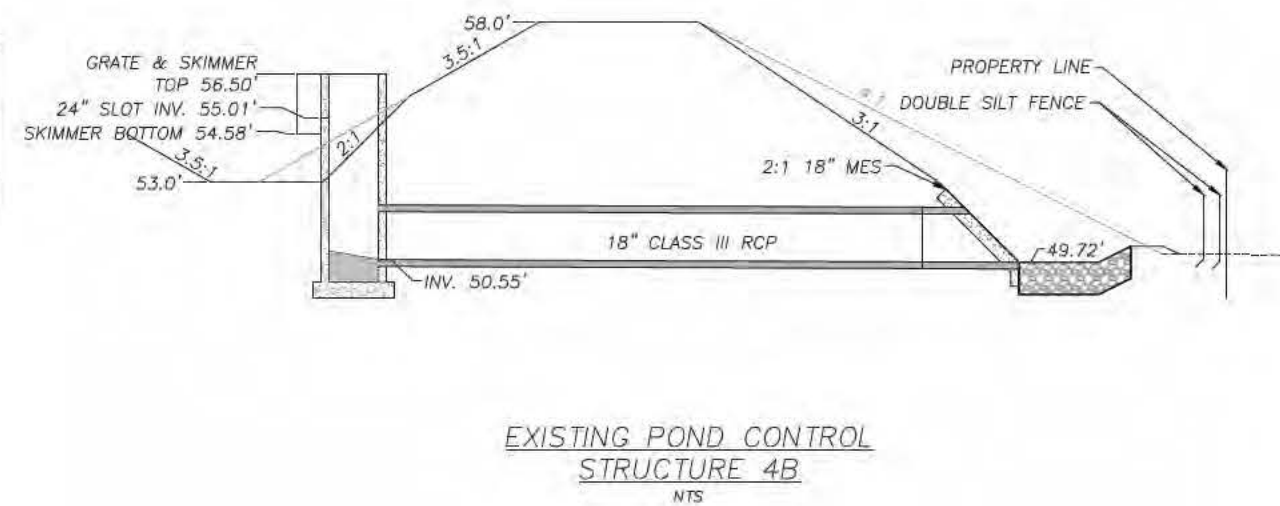 58.0'
3.5:1
GRATE & SKIMMER
TOP 56.50'
24" SLOT INV. 55.01'
SKIMMER BOTTOM 54.58'
3.5:1
2:1
53.0'
PROPERTY LINE
DOUBLE SILT FENCE
3:1
2:1 18" MES
18" CLASS III RCP
49.72'
INV. 50.55'
EXISTING POND CONTROL
STRUCTURE 4B
NTS